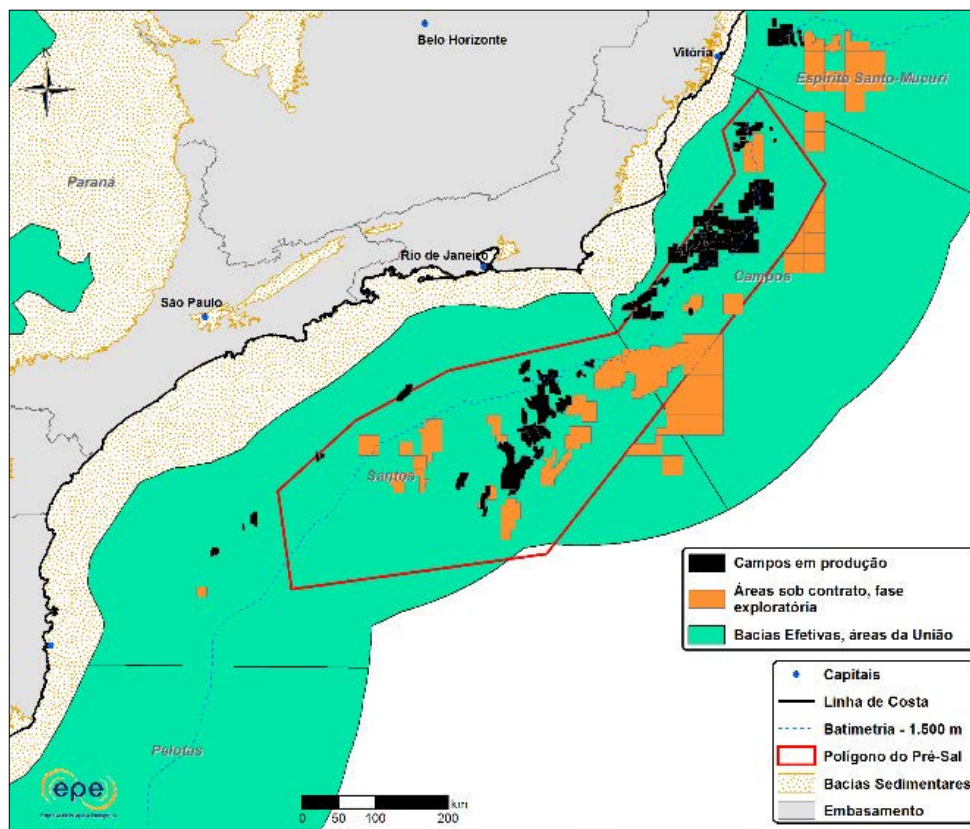 Belo Horizonte
Vitória
Espírito Santo-Mucuri
Paraná
Rio de Janeiro
Campos
São Paulo
Santos
Campos em produção
Áreas sob contrato, fase
exploratória
Bacias Efetivas, áreas da União
Capitais
Linha de Costa
Batimetria - 1.500 m
Polígono do Pré-Sal
Bacias Sedimentares
Embasamento
Pelotas
epe
km
0 50 100 200